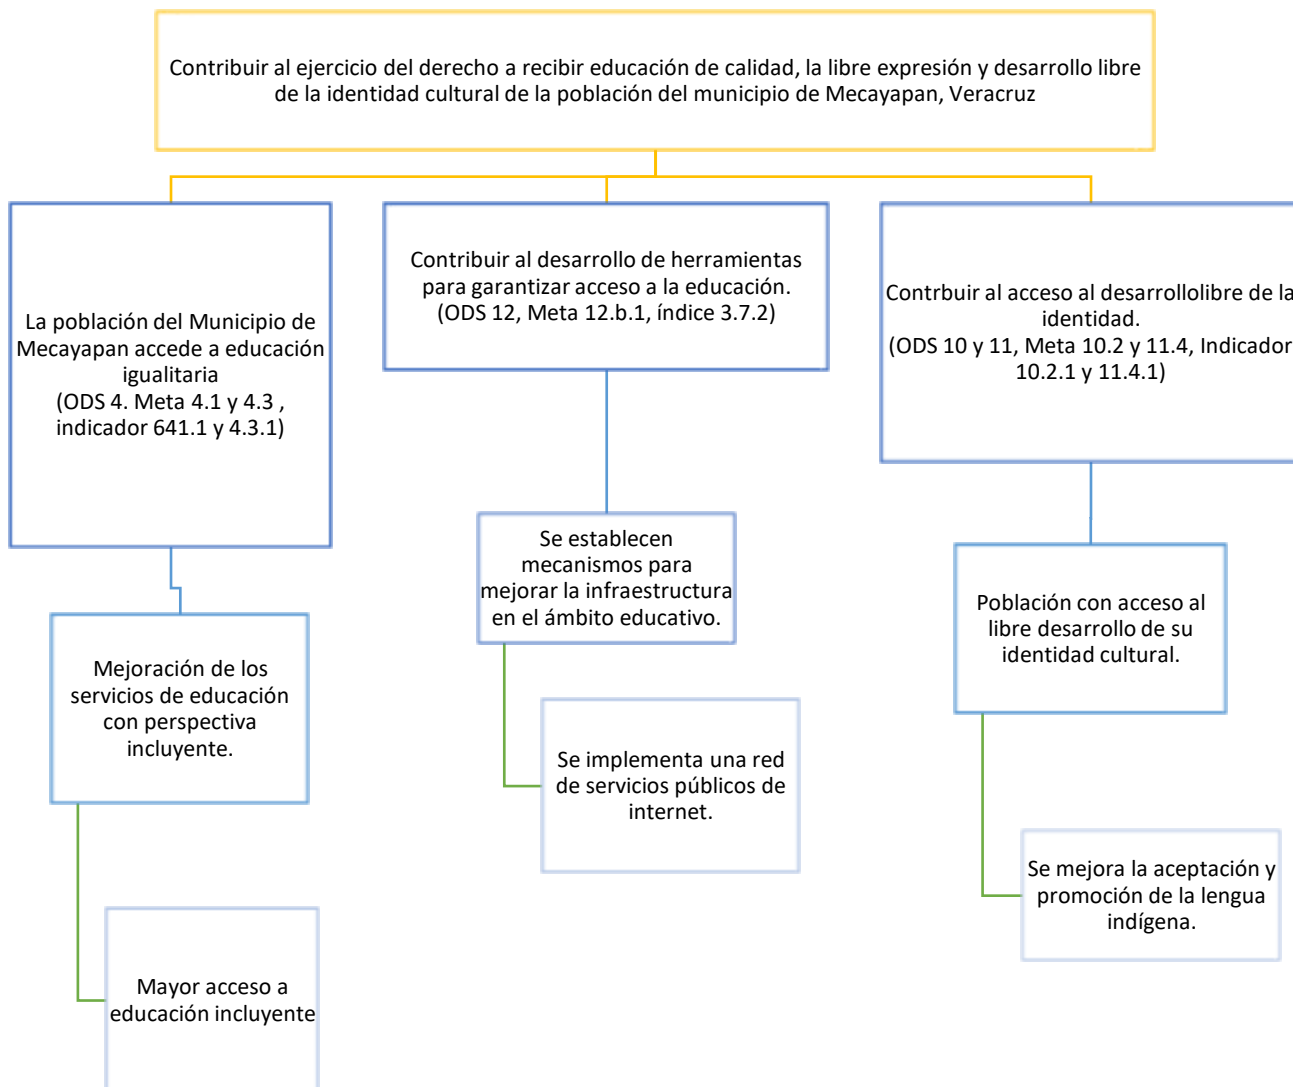 Contribuir al ejercicio del derecho a recibir educación de calidad, la libre expresión y desarrollo libre
de la identidad cultural de la población del municipio de Mecayapan, Veracruz
La población del Municipio de
Mecayapan accede a educación
igualitaria
(ODS 4. Meta 4.1 y 4.3 ,
indicador 641.1 y 4.3.1)
Mejoración de los
servicios de educación
con perspectiva
incluyente.
Mayor acceso a
educación incluyente
Contribuir al desarrollo de herramientas
para garantizar acceso a la educación.
(ODS 12, Meta 12.b.1, índice 3.7.2)
Se establecen
mecanismos para
mejorar la infraestructura
en el ámbito educativo.
Se implementa una red
de servicios públicos de
internet.
Contrbuir al acceso al desarrollolibre de la
identidad.
(ODS 10 y 11, Meta 10.2 y 11.4, Indicador
10.2.1 y 11.4.1)
Población con acceso al
libre desarrollo de su
identidad cultural.
Se mejora la aceptación y
promoción de la lengua
indígena.